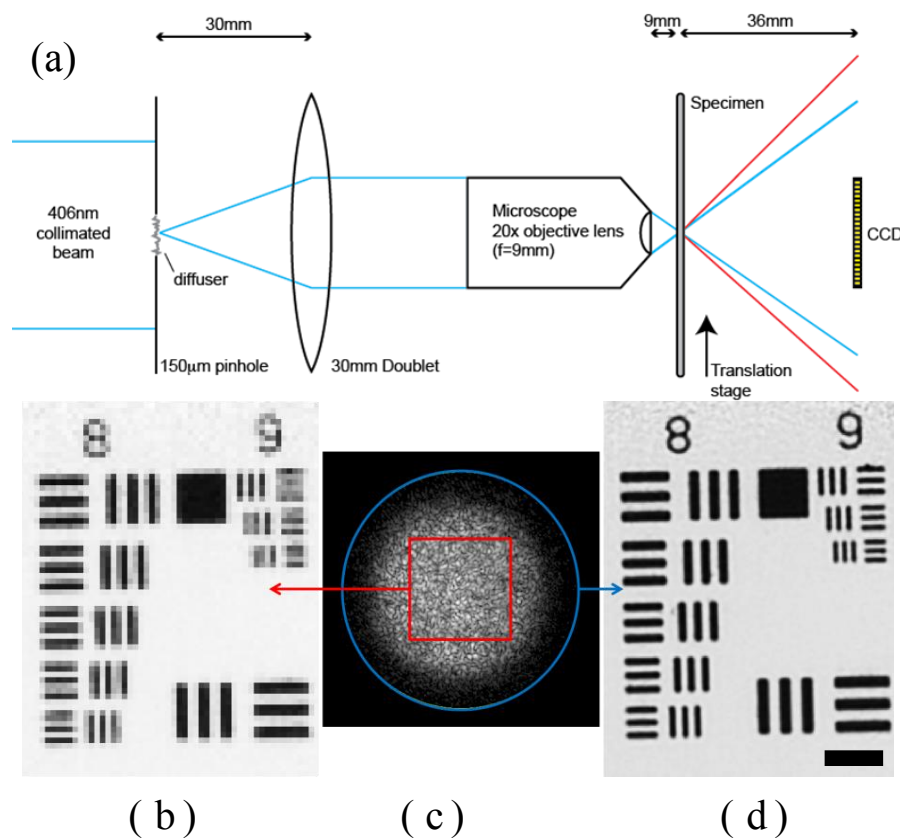 30mm
9mm
36mm
(a)
Specimen
406nm
collimated
beam
Microscope
20x objective lens
(f=9mm)
CCD
diffuser
150μm pinhole
30mm Doublet
Translation
stage
8
9
8
9
( b )
( c )
( d )